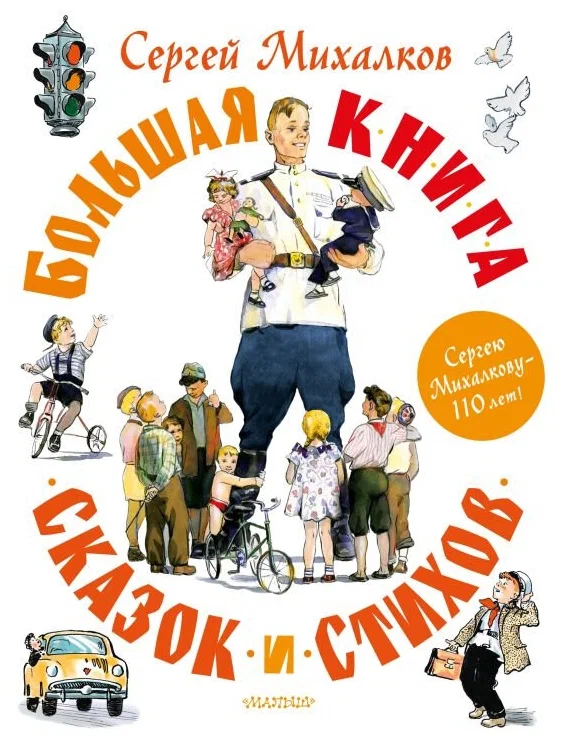 Сергей Михалков
БОЛЬШАЯ КНИГА
Сергею
Михалкову-
110 лет!
·СКАЗОК·И·СТИХОВ·
«МАЛЫШ»